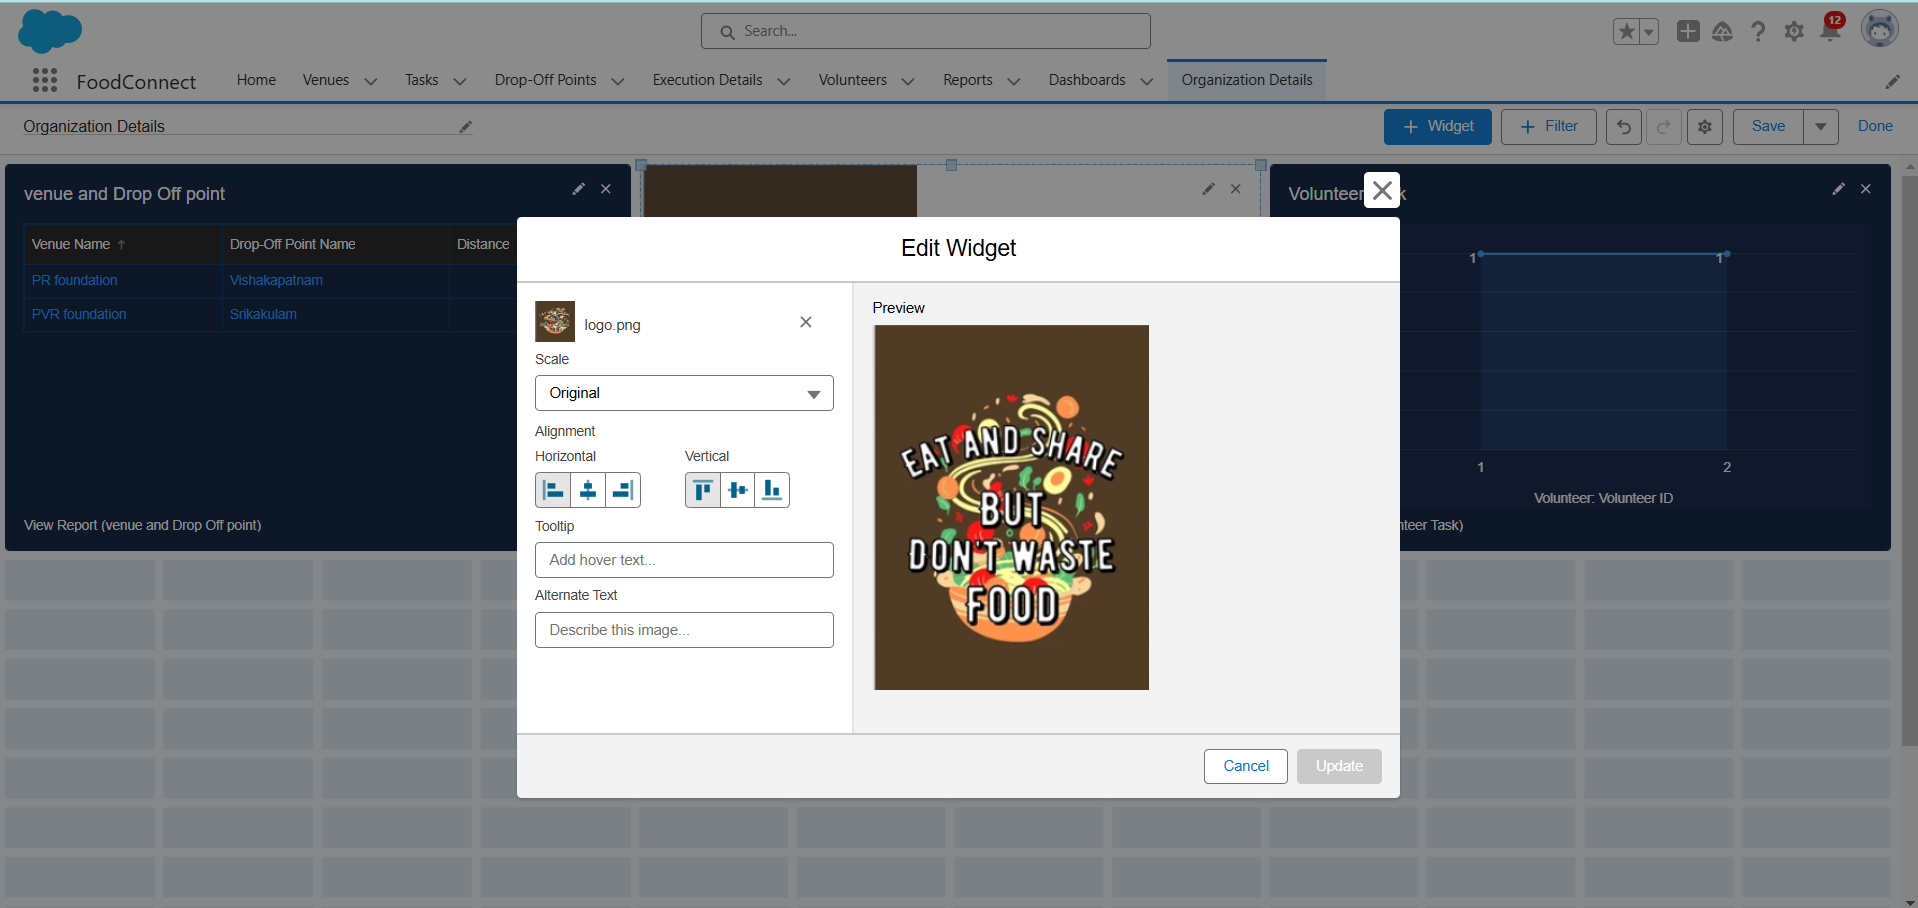 Search...
12
FoodConnect
Home
Venues
Tasks
Drop-Off Points
Execution Details
Volunteers
Reports
Dashboards
Organization Details
Organization Details
+ Widget
+ Filter
Save
Done
venue and Drop Off point
Venue Name ↑
Drop-Off Point Name
Distance
PR foundation
Vishakapatnam
PVR foundation
Srikakulam
View Report (venue and Drop Off point)
Edit Widget
logo.png
Scale
Original
Alignment
Horizontal
Vertical
Tooltip
Add hover text...
Alternate Text
Describe this image...
Preview
EAT AND SHARE
BUT
DON'T WASTE
FOOD
Cancel
Update
Volunteer
k
1
1
1
2
Volunteer: Volunteer ID
nteer Task)